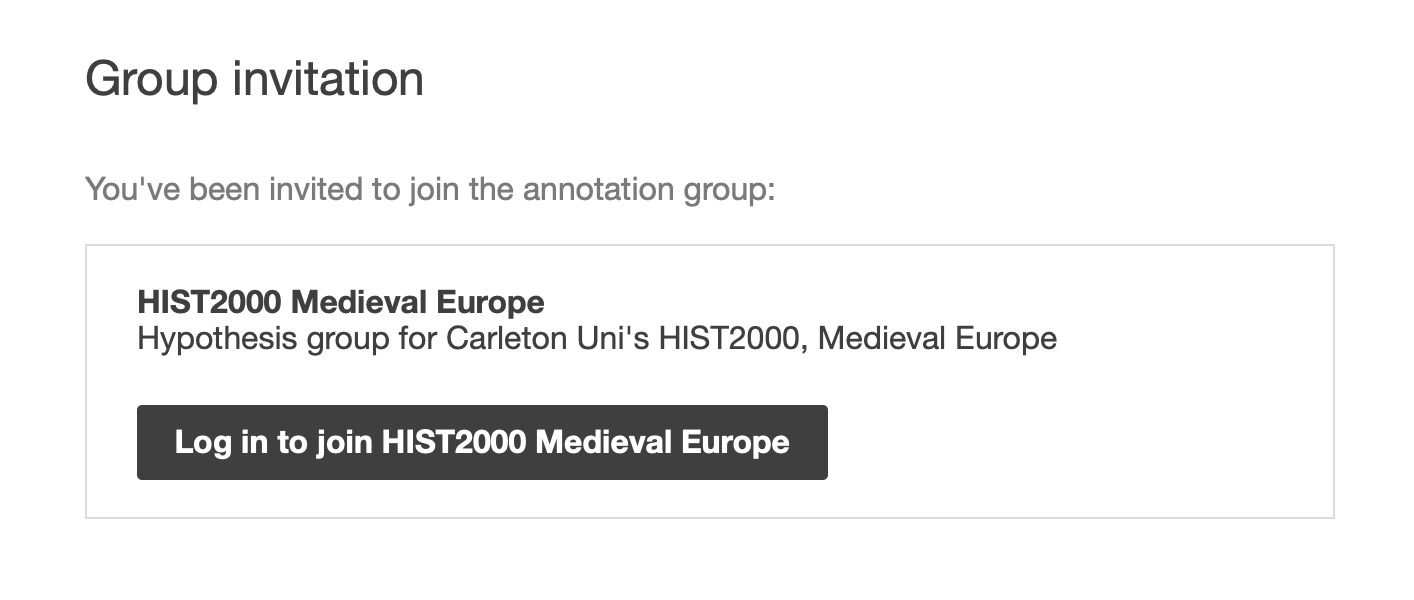 Group invitation
You've been invited to join the annotation group:
HIST2000 Medieval Europe
Hypothesis group for Carleton Uni's HIST2000, Medieval Europe
Log in to join HIST2000 Medieval Europe